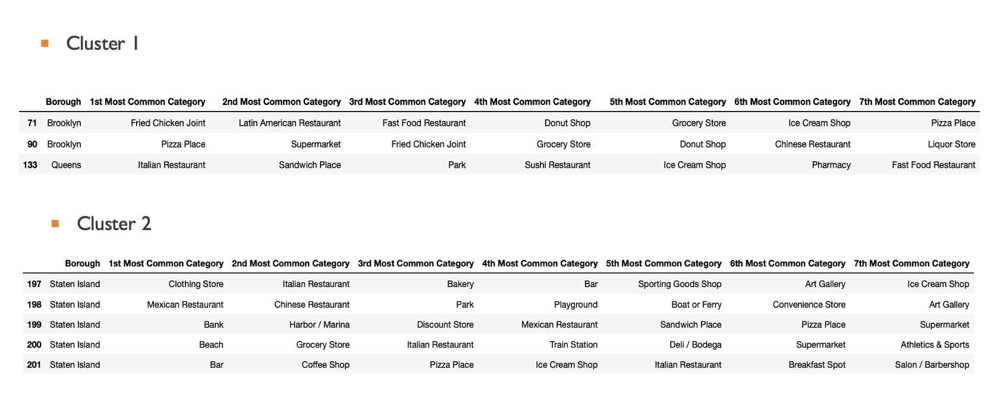 Cluster 1
Borough 1st Most Common Category 2nd Most Common Category 3rd Most Common Category 4th Most Common Category 5th Most Common Category 6th Most Common Category 7th Most Common Category
71 Brooklyn Fried Chicken Joint Latin American Restaurant Fast Food Restaurant Donut Shop Grocery Store Ice Cream Shop Pizza Place
90 Brooklyn Pizza Place Supermarket Fried Chicken Joint Grocery Store Donut Shop Chinese Restaurant Liquor Store
133 Queens Italian Restaurant Sandwich Place Park Sushi Restaurant Ice Cream Shop Pharmacy Fast Food Restaurant
Cluster 2
Borough 1st Most Common Category 2nd Most Common Category 3rd Most Common Category 4th Most Common Category 5th Most Common Category 6th Most Common Category 7th Most Common Category
197 Staten Island Clothing Store Italian Restaurant Bakery Bar Sporting Goods Shop Art Gallery Ice Cream Shop
198 Staten Island Mexican Restaurant Chinese Restaurant Park Playground Boat or Ferry Convenience Store Art Gallery
199 Staten Island Bank Harbor / Marina Discount Store Mexican Restaurant Sandwich Place Pizza Place Supermarket
200 Staten Island Beach Grocery Store Italian Restaurant Train Station Deli / Bodega Supermarket Athletics & Sports
201 Staten Island Bar Coffee Shop Pizza Place Ice Cream Shop Italian Restaurant Breakfast Spot Salon / Barbershop